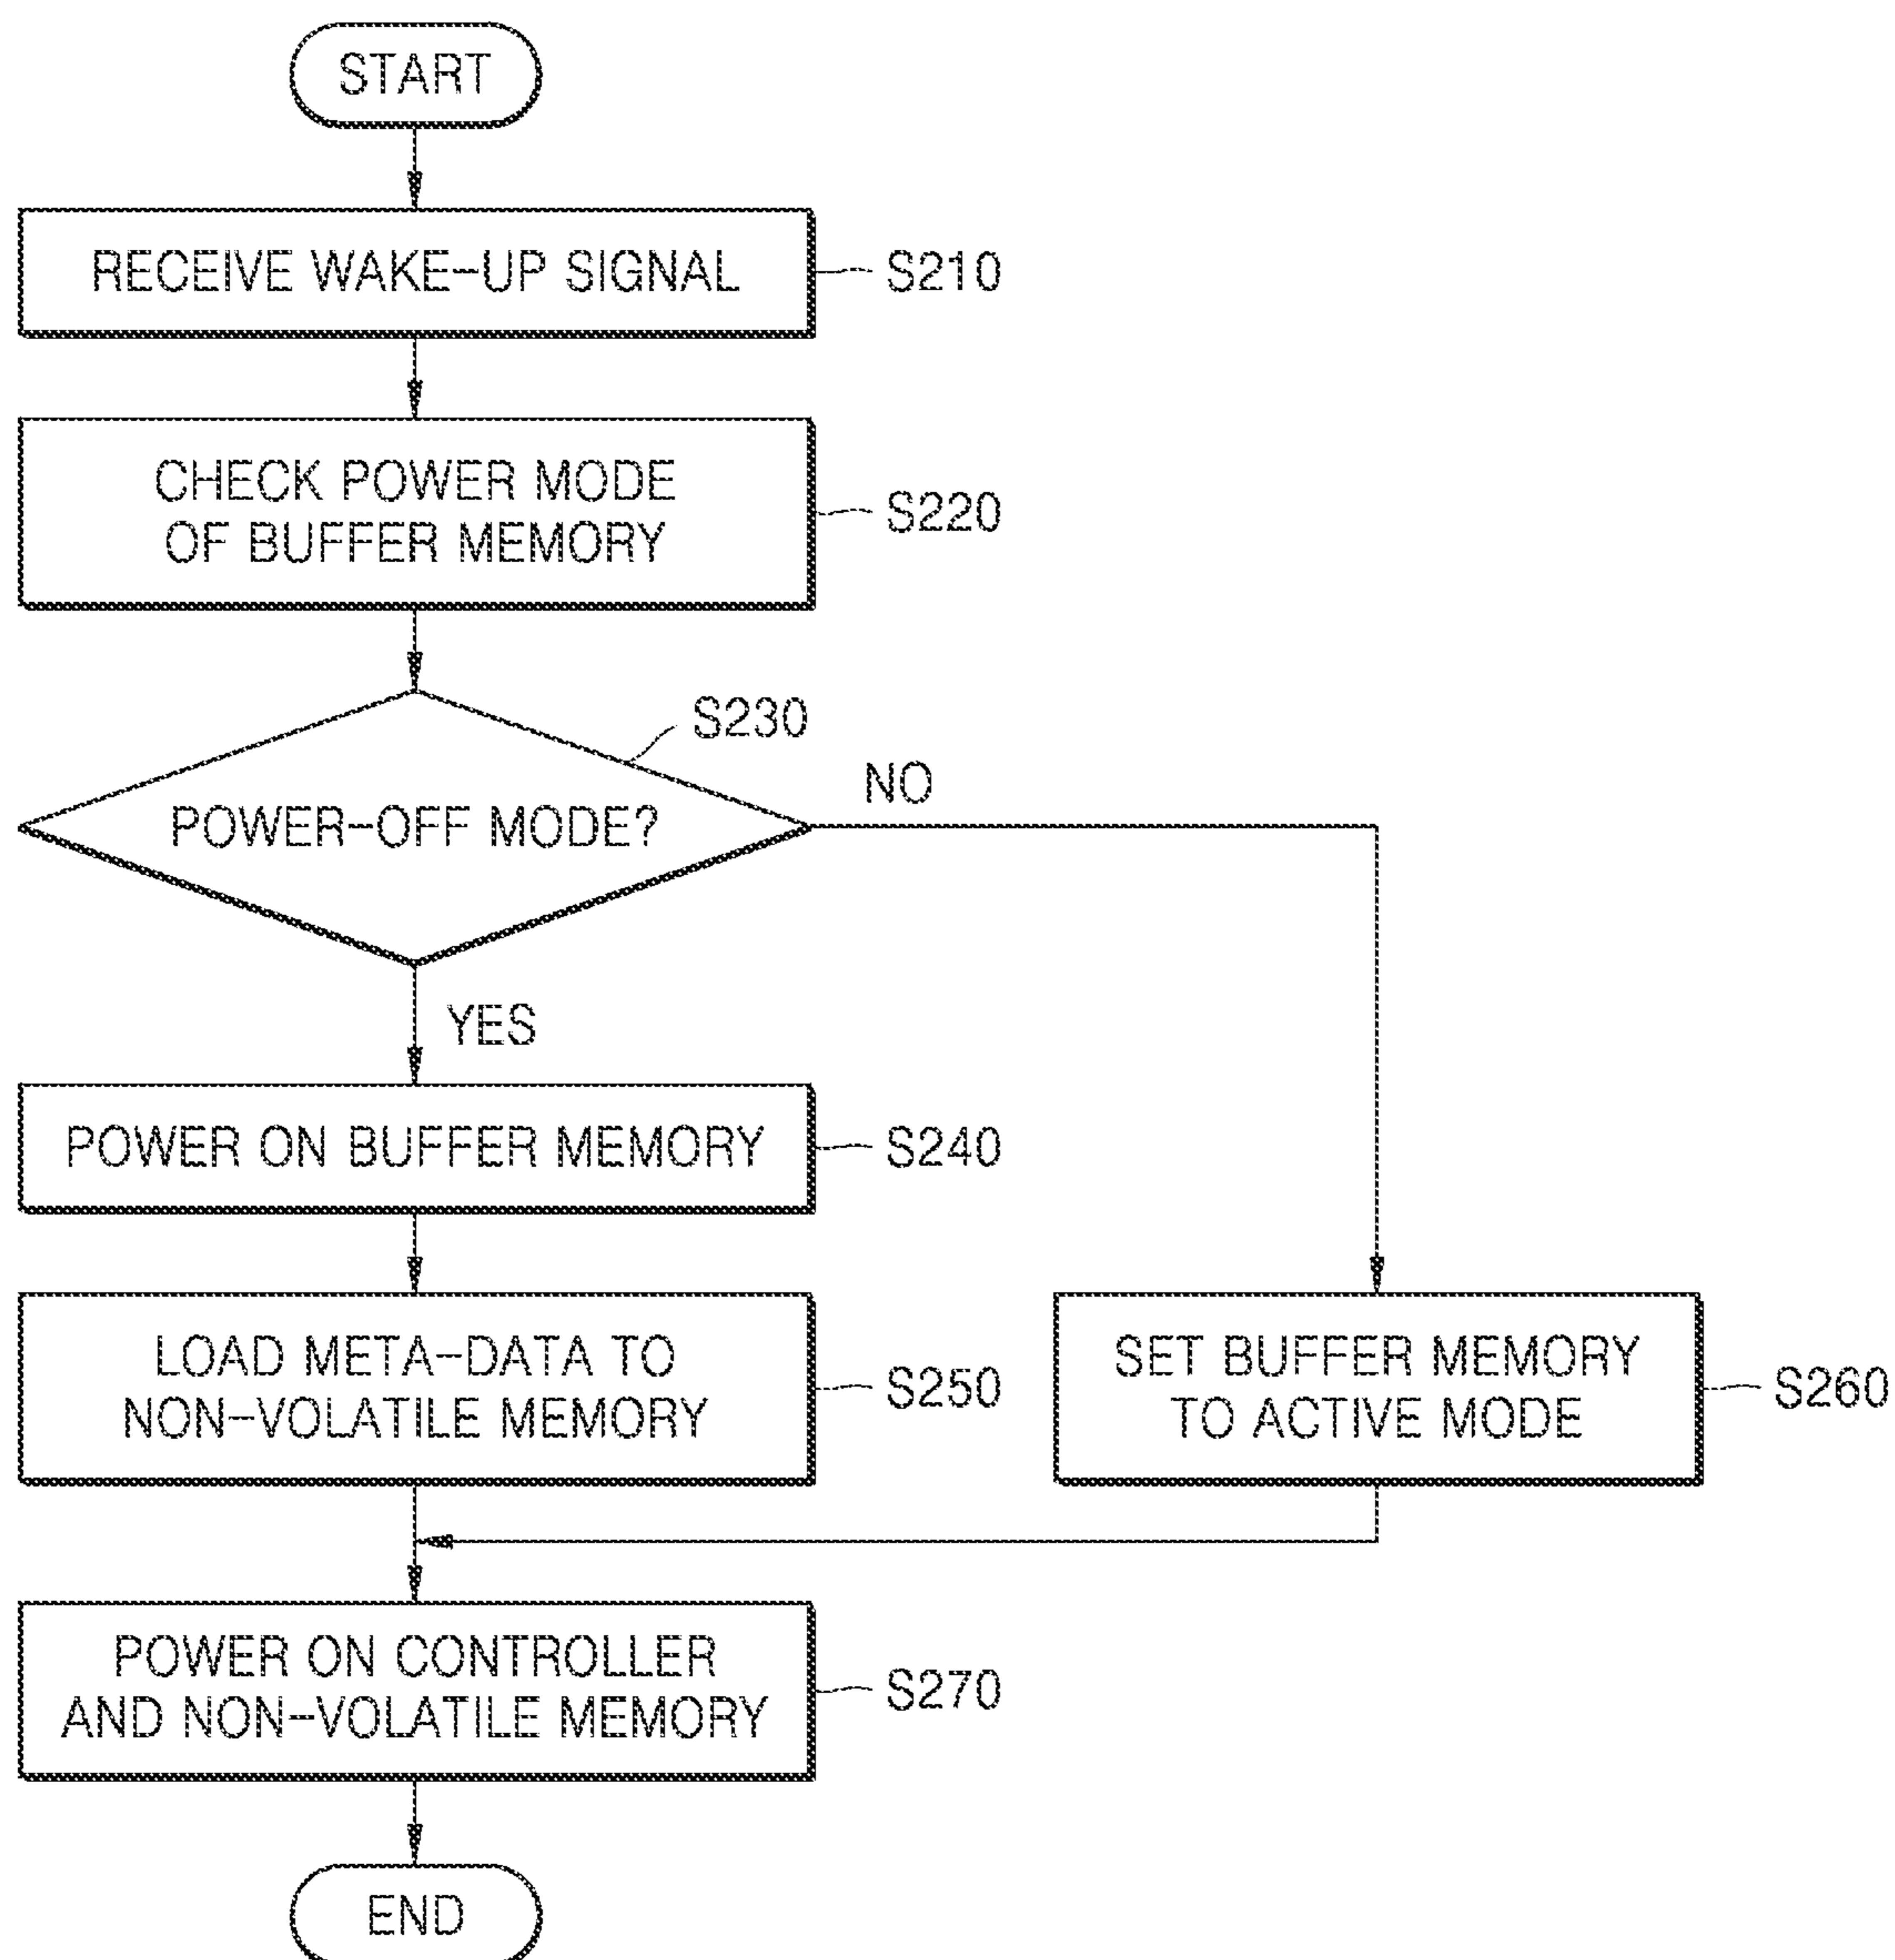 START
RECEIVE WAKE-UP SIGNAL
S210
CHECK POWER MODE
OF BUFFER MEMORY
S220
S230
POWER-OFF MODE?
NO
YES
POWER ON BUFFER MEMORY
S240
LOAD META-DATA TO
NON-VOLATILE MEMORY
S250
SET BUFFER MEMORY
TO ACTIVE MODE
S260
POWER ON CONTROLLER
AND NON-VOLATILE MEMORY
S270
END